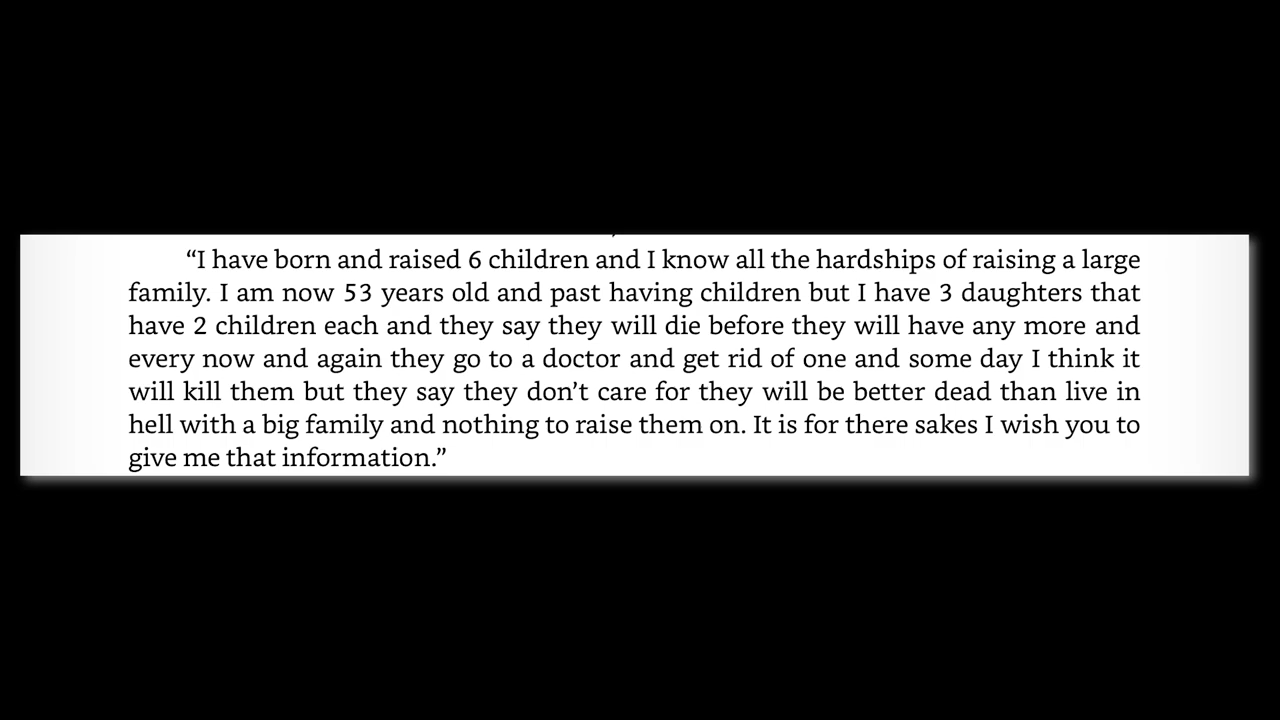 “I have born and raised 6 children and I know all the hardships of raising a large
family. I am now 53 years old and past having children but I have 3 daughters that
have 2 children each and they say they will die before they will have any more and
every now and again they go to a doctor and get rid of one and some day I think it
will kill them but they say they don’t care for they will be better dead than live in
hell with a big family and nothing to raise them on. It is for there sakes I wish you to
give me that information.”